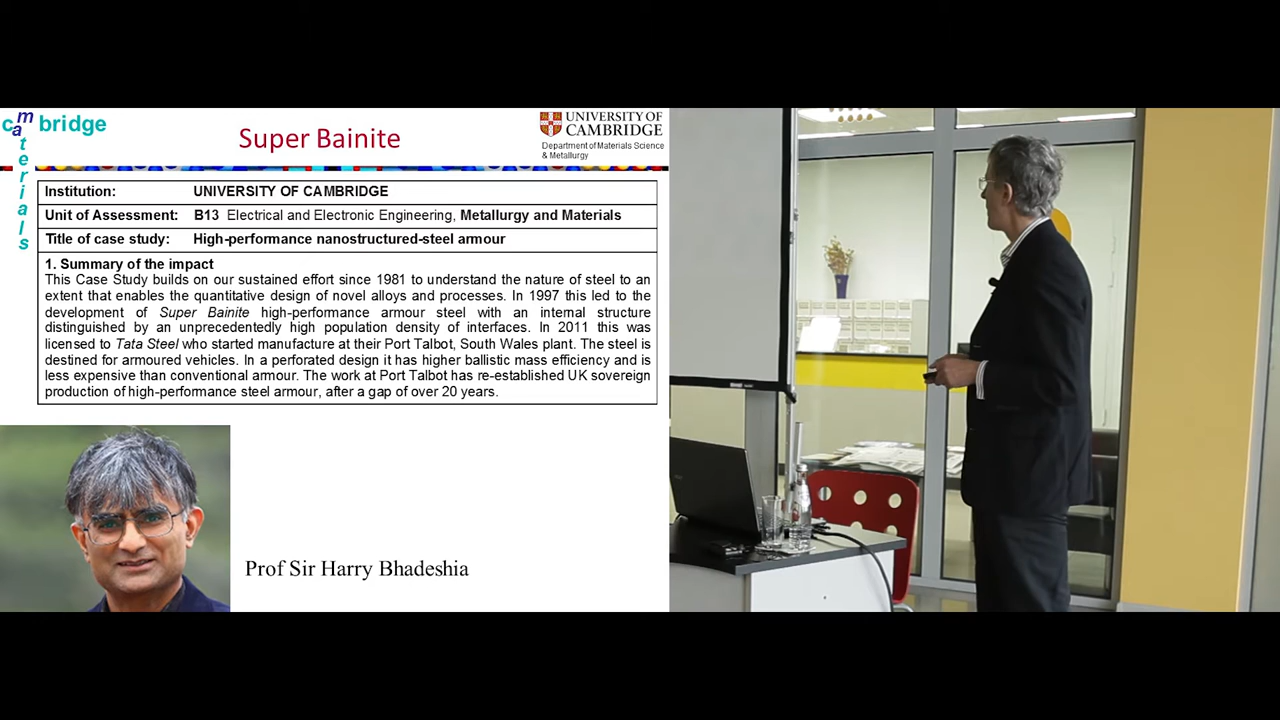 cambridge
materials
Super Bainite
UNIVERSITY OF
CAMBRIDGE
Department of Materials Science
& Metallurgy
Institution: UNIVERSITY OF CAMBRIDGE
Unit of Assessment: B13 Electrical and Electronic Engineering, Metallurgy and Materials
Title of case study: High-performance nanostructured-steel armour
1. Summary of the impact
This Case Study builds on our sustained effort since 1981 to understand the nature of steel to an
extent that enables the quantitative design of novel alloys and processes. In 1997 this led to the
development of Super Bainite high-performance armour steel with an internal structure
distinguished by an unprecedentedly high population density of interfaces. In 2011 this was
licensed to Tata Steel who started manufacture at their Port Talbot, South Wales plant. The steel is
destined for armoured vehicles. In a perforated design it has higher ballistic mass efficiency and is
less expensive than conventional armour. The work at Port Talbot has re-established UK sovereign
production of high-performance steel armour, after a gap of over 20 years.
Prof Sir Harry Bhadeshia